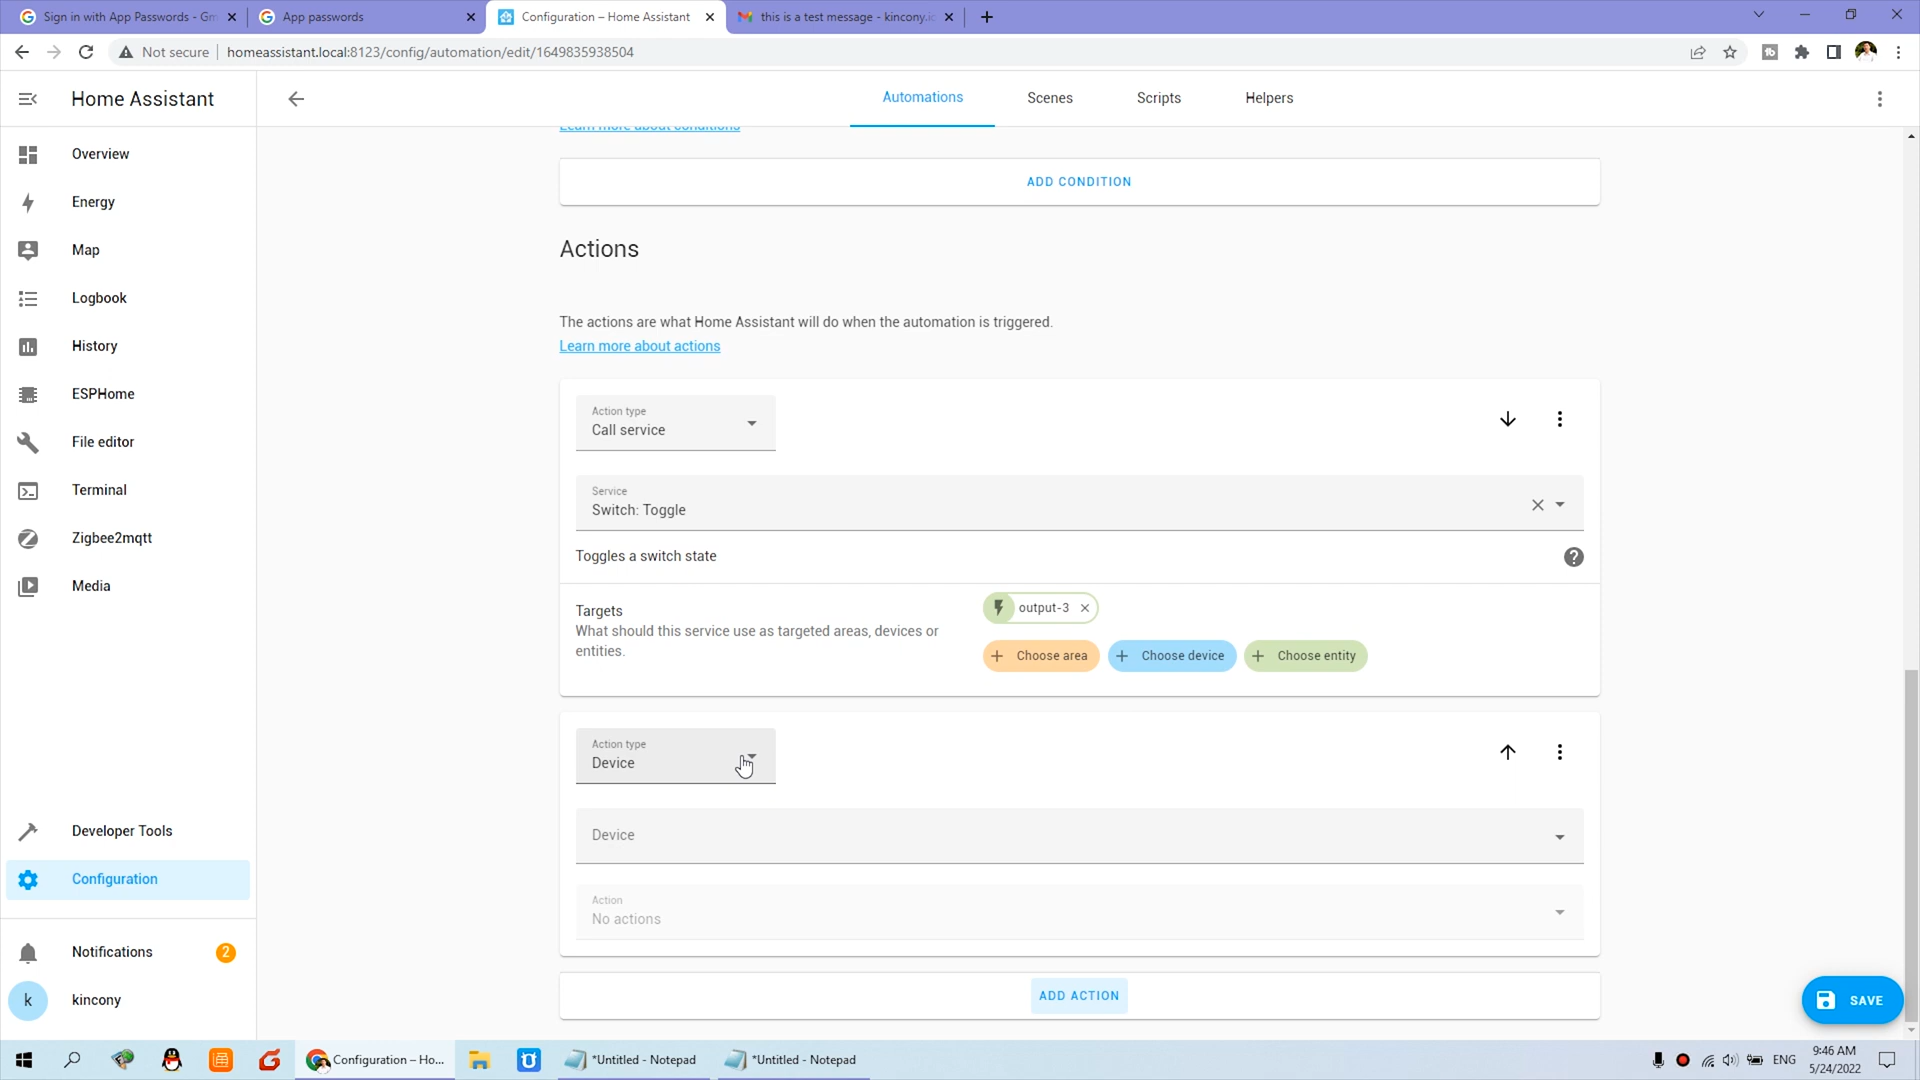 Sign in with App Passwords - Gm
App passwords
Configuration – Home Assistant
this is a test message - kincony.i
Not secure
homeassistant.local:8123/config/automation/edit/1649835938504
Home Assistant
Automations
Scenes
Scripts
Helpers
Overview
Energy
Map
Logbook
History
ESPHome
File editor
Terminal
Zigbee2mqtt
Media
Developer Tools
Configuration
Notifications
2
k
kincony
Learn more about conditions
ADD CONDITION
Actions
The actions are what Home Assistant will do when the automation is triggered.
Learn more about actions
Action type
Call service
Service
Switch: Toggle
Toggles a switch state
Targets
What should this service use as targeted areas, devices or
entities.
output-3
Choose area
Choose device
Choose entity
Action type
Device
Device
Action
No actions
ADD ACTION
SAVE
Configuration – Ho...
*Untitled - Notepad
*Untitled - Notepad
ENG
9:46 AM
5/24/2022